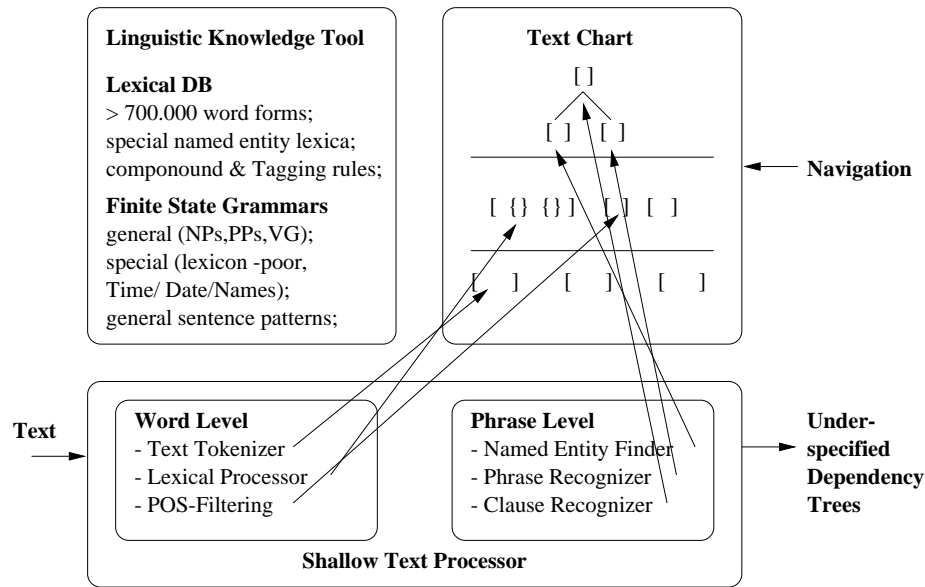 Linguistic Knowledge Tool
Lexical DB
> 700.000 word forms;
special named entity lexica;
componound & Tagging rules;
Finite State Grammars
general (NPs,PPs,VG);
special (lexicon -poor,
Time/ Date/Names);
general sentence patterns;
Text Chart
[ ]
[ ] [ ]
[ {} {} ] [ ] [ ]
[ ] [ ] [ ]
Navigation
Text
Word Level
- Text Tokenizer
- Lexical Processor
- POS-Filtering
Phrase Level
- Named Entity Finder
- Phrase Recognizer
- Clause Recognizer
Shallow Text Processor
Under-
specified
Dependency
Trees